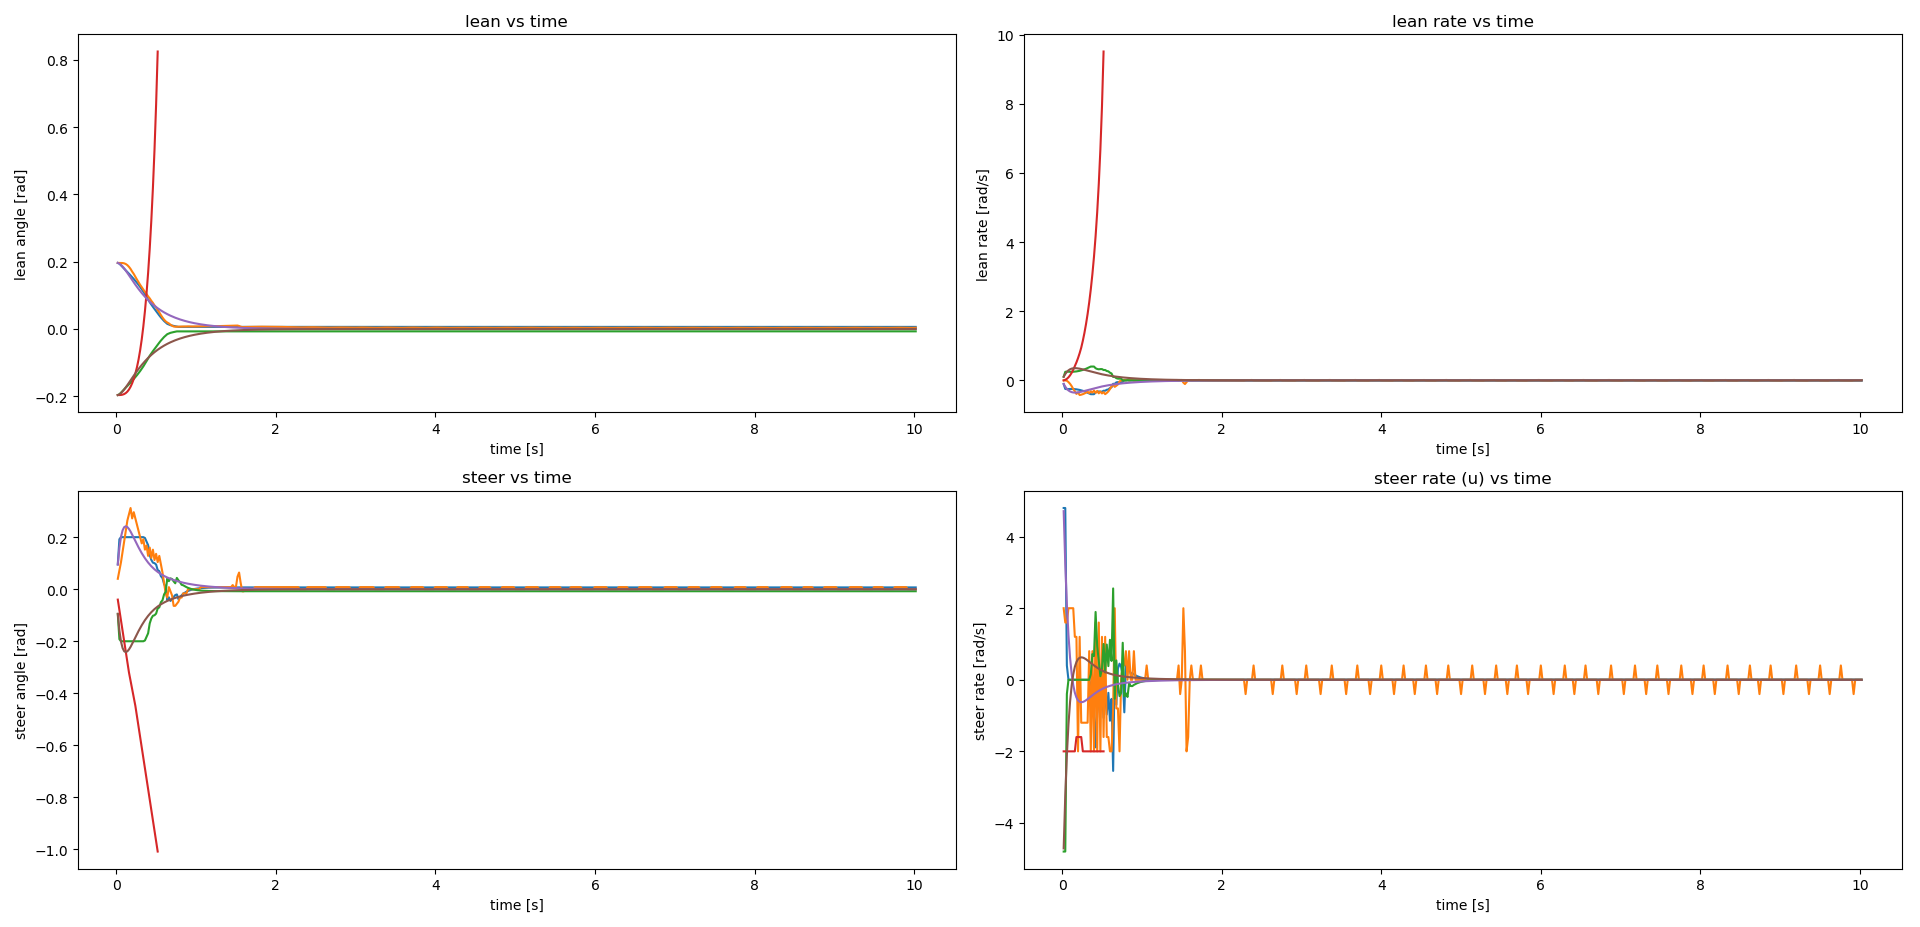 lean vs time
0.8
0.6
0.4
0.2
0.0
−0.2
lean angle [rad]
0 2 4 6 8 10
time [s]
lean rate vs time
10
8
6
4
2
0
lean rate [rad/s]
0 2 4 6 8 10
time [s]
steer vs time
0.2
0.0
−0.2
−0.4
−0.6
−0.8
−1.0
steer angle [rad]
0 2 4 6 8 10
time [s]
steer rate (u) vs time
4
2
0
−2
−4
steer rate [rad/s]
0 2 4 6 8 10
time [s]